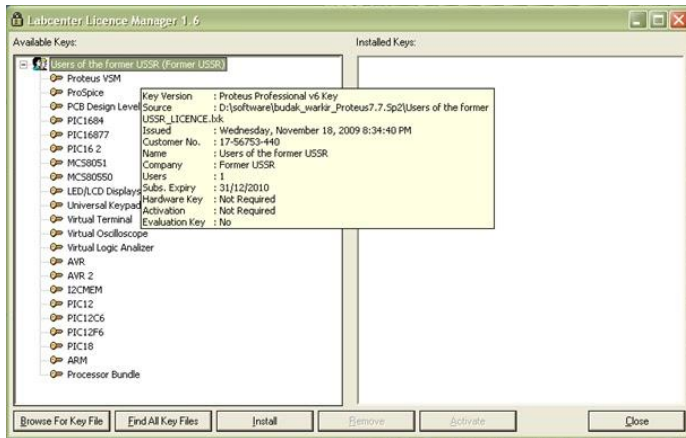 Labcenter Licence Manager 1.6
Available Keys:
Installed Keys:
Users of the former USSR (Former USSR)
Proteus VSM
ProSpice
PCB Design Level
PIC1684
PIC16877
PIC16 2
MCS8051
MCS80550
LED/LCD Displays
Universal Keypad
Virtual Terminal
Virtual Oscilloscope
Virtual Logic Analizer
AVR
AVR 2
I2CMEM
PIC12
PIC12C6
PIC12F6
PIC18
ARM
Processor Bundle
Key Version : Proteus Professional v6 Key
Source : D:\software\budak_warkir_Proteus7.7.Sp2\Users of the former
USSR_LICENCE.lxk
Issued : Wednesday, November 18, 2009 8:34:40 PM
Customer No. : 17-56753-440
Name : Users of the former USSR
Company : Former USSR
Users : 1
Subs. Expiry : 31/12/2010
Hardware Key : Not Required
Activation : Not Required
Evaluation Key : No
Browse For Key File
Find All Key Files
Install
Remove
Activate
Close